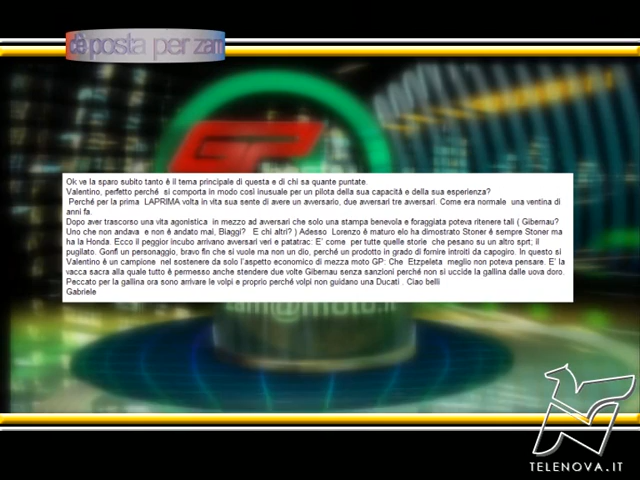 c'è posta per zam
GP
Ok ve la sparo subito tanto è il tema principale di questa e di chi sa quante puntate.
Valentino, perfetto perché si comporta in modo così inusuale per un pilota della sua capacità e della sua esperienza?
Perché per la prima LAPRIMA volta in vita sua sente di avere un avversario, due avversari tre avversari. Come era normale una ventina di
anni fa.
Dopo aver trascorso una vita agonistica in mezzo ad aversari che solo una stampa benevola e foraggiata poteva ritenere tali ( Gibernau?
Uno che non andava e non è andato mai, Biaggi? E chi altri? ) Adesso Lorenzo è maturo elo ha dimostrato Stoner è sempre Stoner ma
ha la Honda. Ecco il peggior incubo arrivano avversari veri e patatrac: E' come per tutte quelle storie che pesano su un altro sprt; il
pugilato. Gonfi un personaggio, bravo fin che si vuole ma non un dio, perché un prodotto in grado di fornire introiti da capogiro. In questo si
Valentino è un campione nel sostenere da solo l'aspetto economico di mezza moto GP: Che Etzpeleta meglio non poteva pensare. E' la
vacca sacra alla quale tutto è permesso anche stendere due volte Gibernau senza sanzioni perché non si uccide la gallina dalle uova doro.
Peccato per la gallina ora sono arrivare le volpi e proprio perché volpi non guidano una Ducati . Ciao belli
Gabriele
zam@moto.it
TELENOVA.IT